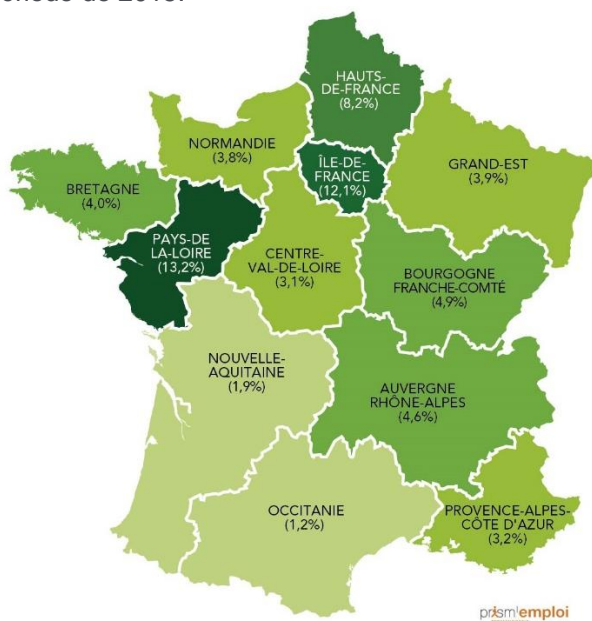 de
HAUTS-
DE-FRANCE
(8,2%)
NORMANDIE
(3,8%)
ÎLE-DE-
FRANCE
(12,1%)
GRAND-EST
(3,9%)
BRETAGNE
(4,0%)
PAYS-DE
LA-LOIRE
(13,2%)
CENTRE-
VAL-DE-LOIRE
(3,1%)
BOURGOGNE
FRANCHE-COMTÉ
(4,9%)
NOUVELLE-
AQUITAINE
(1,9%)
AUVERGNE
RHÔNE-ALPES
(4,6%)
OCCITANIE
(1,2%)
PROVENCE-ALPES-
CÔTE D'AZUR
(3,2%)
prism'emploi